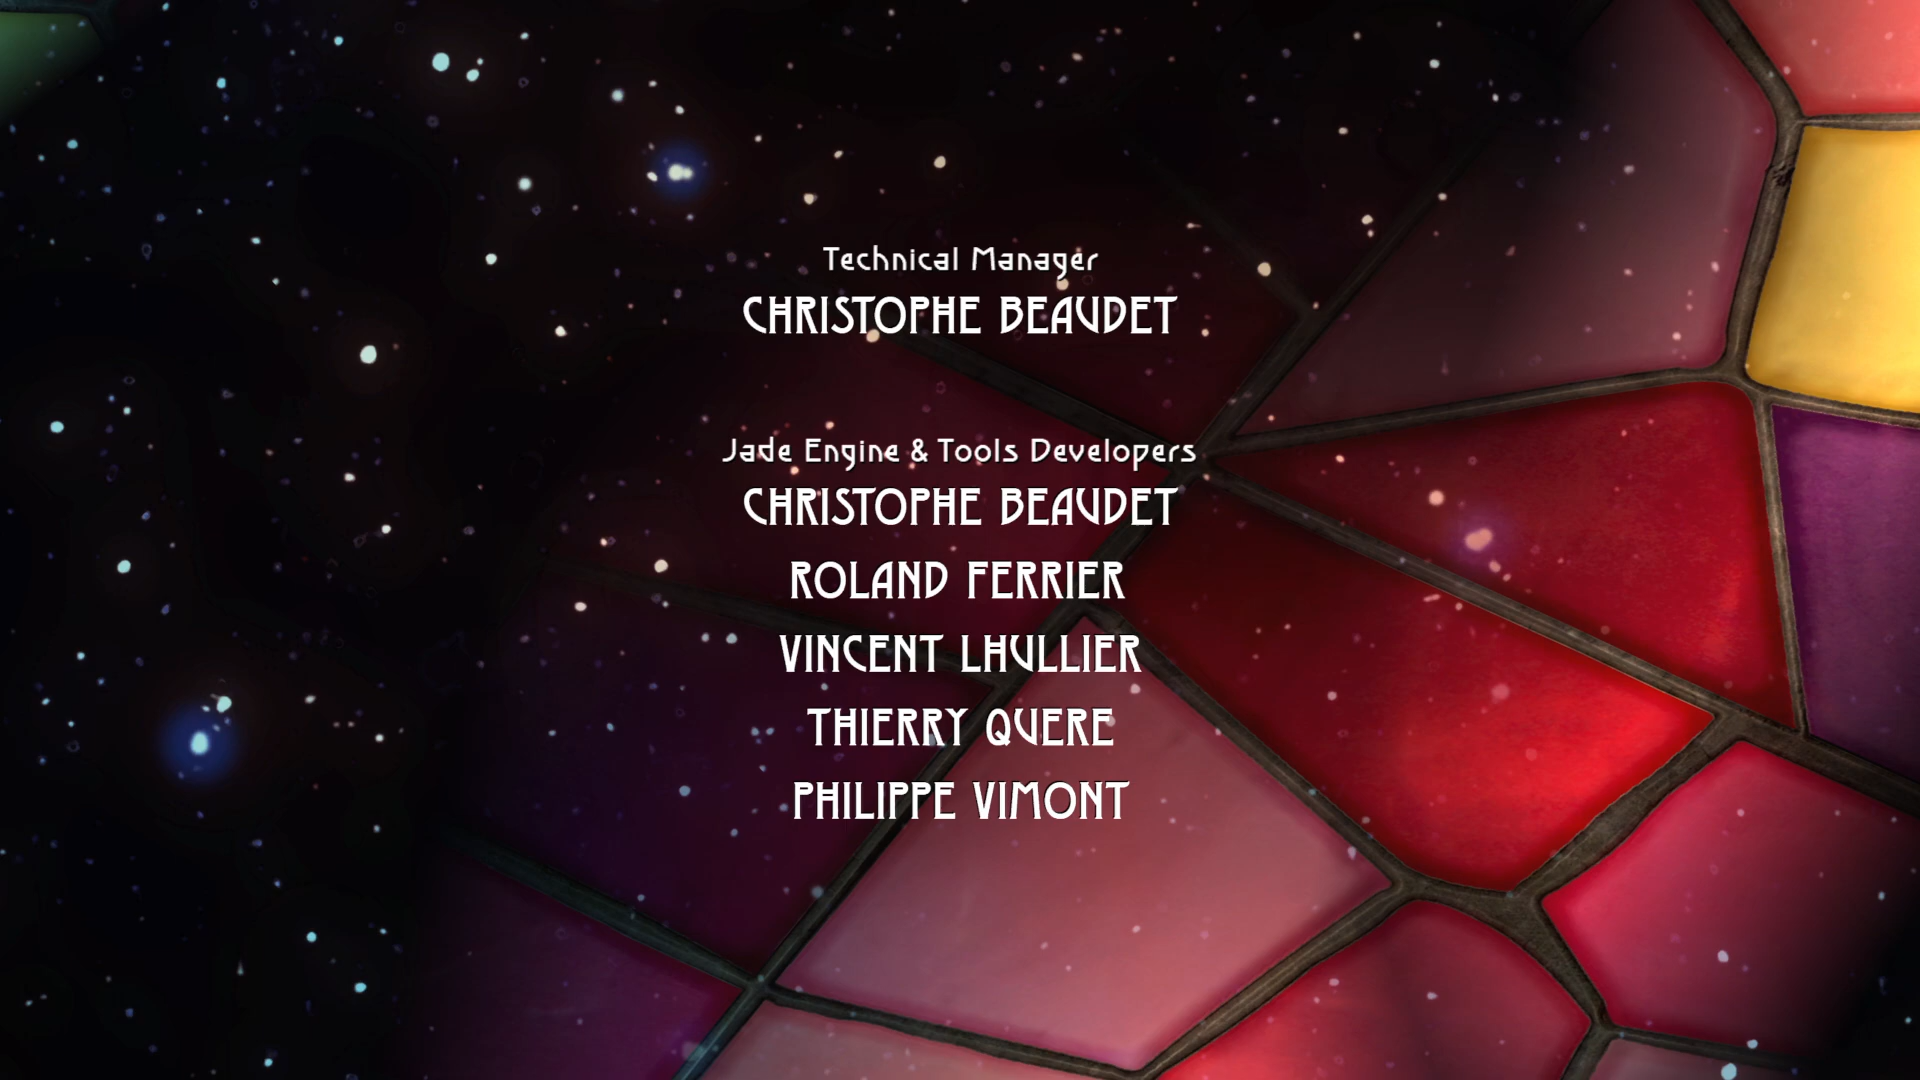 Technical Manager
CHRISTOPHE BEAUDET
Jade Engine & Tools Developers
CHRISTOPHE BEAUDET
ROLAND FERRIER
VINCENT LHULLIER
THIERRY QUERE
PHILIPPE VIMONT